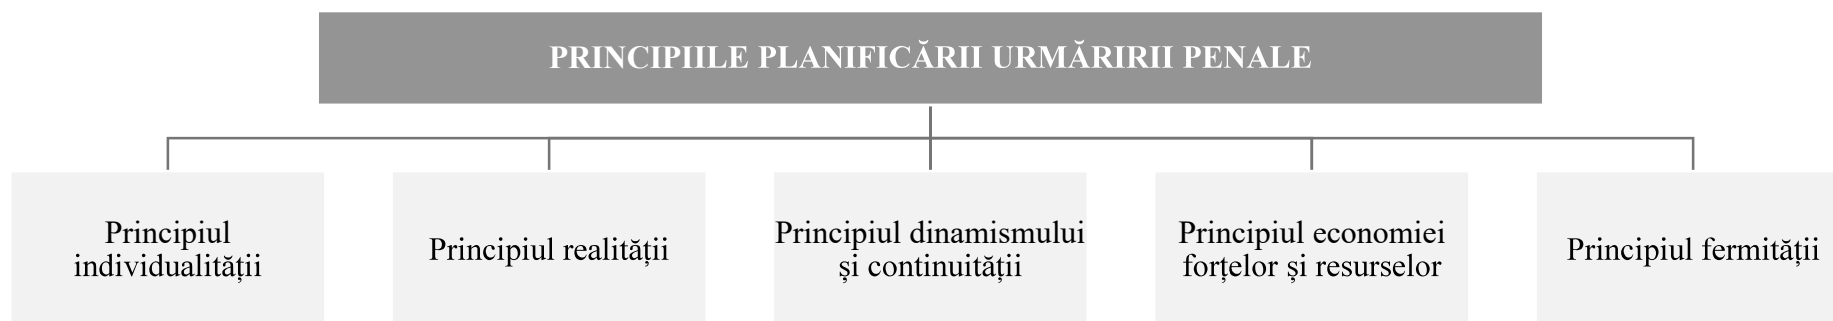 PRINCIPIILE PLANIFICĂRII URMĂRIRII PENALE
Principiul
individualității
Principiul realității
Principiul dinamismului
și continuității
Principiul economiei
forțelor și resurselor
Principiul fermității